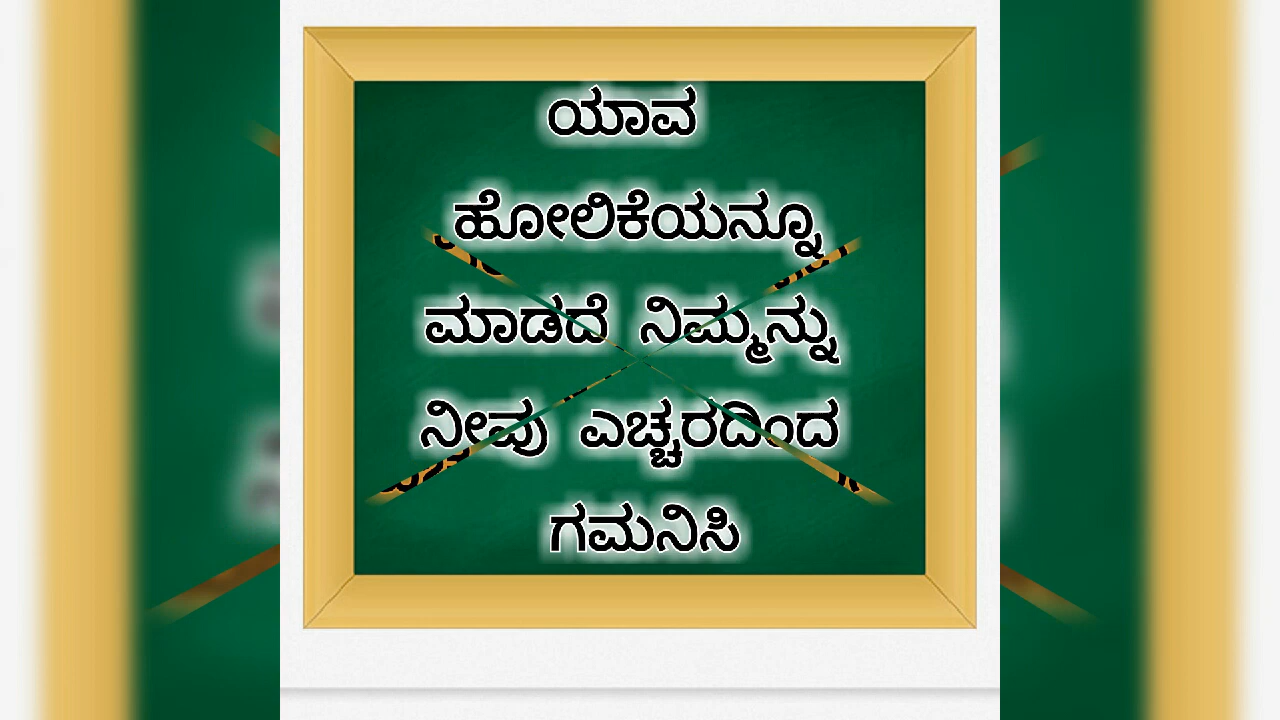 ಯಾವ
ಹೋಲಿಕೆಯನ್ನೂ
ಮಾಡದೆ ನಿಮ್ಮನ್ನು
ನೀವು ಎಚ್ಚರದಿಂದ
ಗಮನಿಸಿ